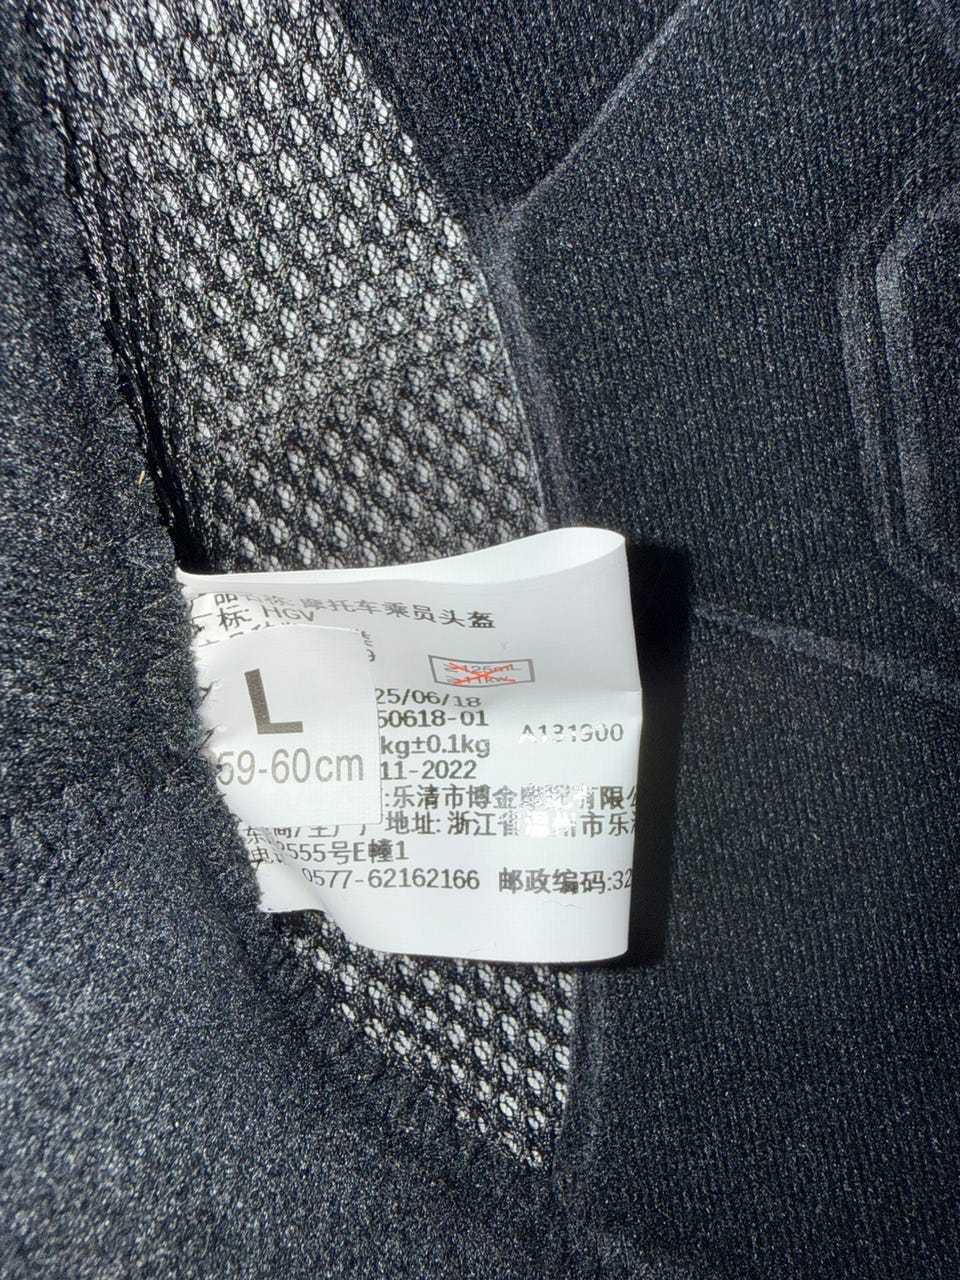 摩托车乘员头盔
标: HGV
L
59-60cm
25/06/18
50618-01
kg±0.1kg
A131900
11-2022
:乐清市博金有限
地址: 浙江省温州市乐
555号E幢1
0577-62162166 邮政编码:32